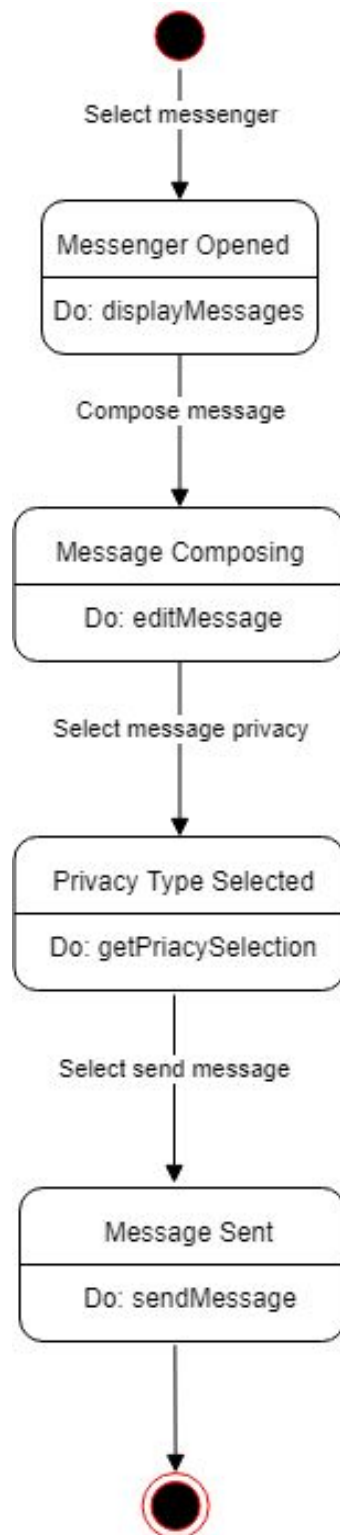 Select messenger
Messenger Opened
Do: displayMessages
Compose message
Message Composing
Do: editMessage
Select message privacy
Privacy Type Selected
Do: getPriacySelection
Select send message
Message Sent
Do: sendMessage